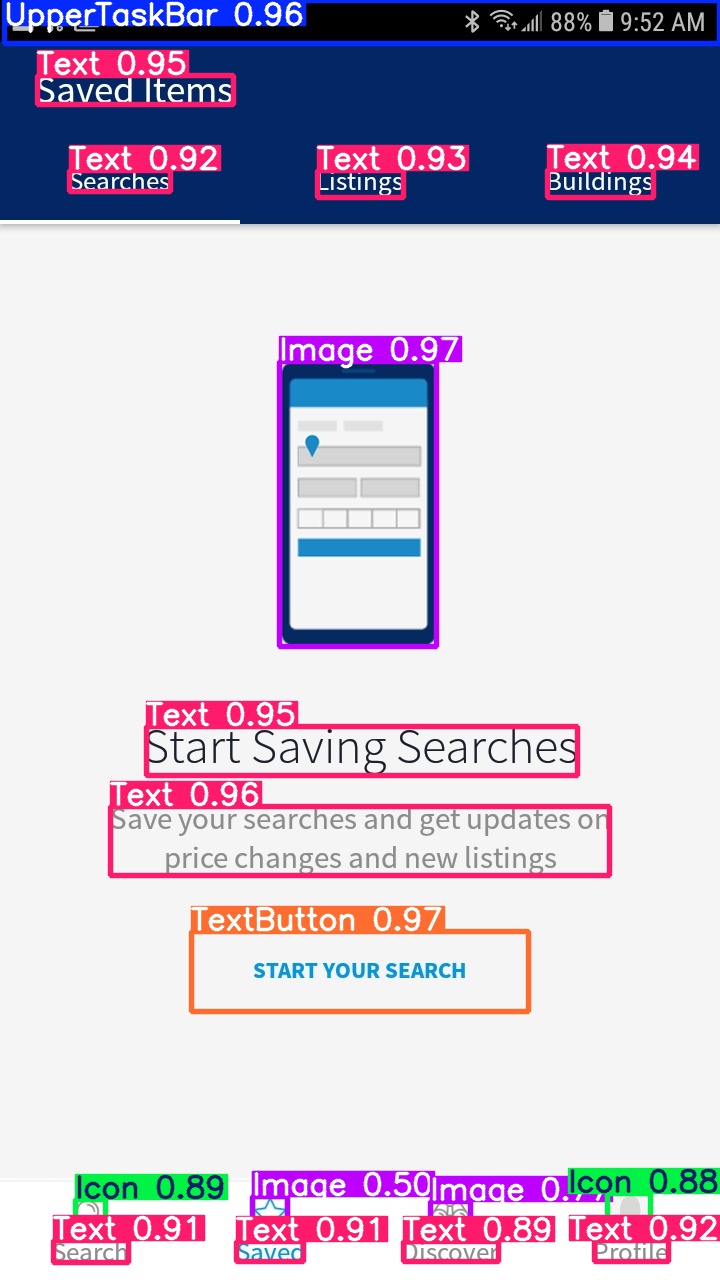 UpperTaskBar 0.96
88% 9:52 AM
Text 0.95
Saved Items
Text 0.92 Text 0.93 Text 0.94
Searches Listings Buildings
Image 0.97
Text 0.95
Start Saving Searches
Text 0.96
Save your searches and get updates on
price changes and new listings
TextButton 0.97
START YOUR SEARCH
Icon 0.89 Image 0.50 Image Icon 0.88
Text 0.91 Text 0.91 Text 0.89 Text 0.92
Search Saved Discover Profile